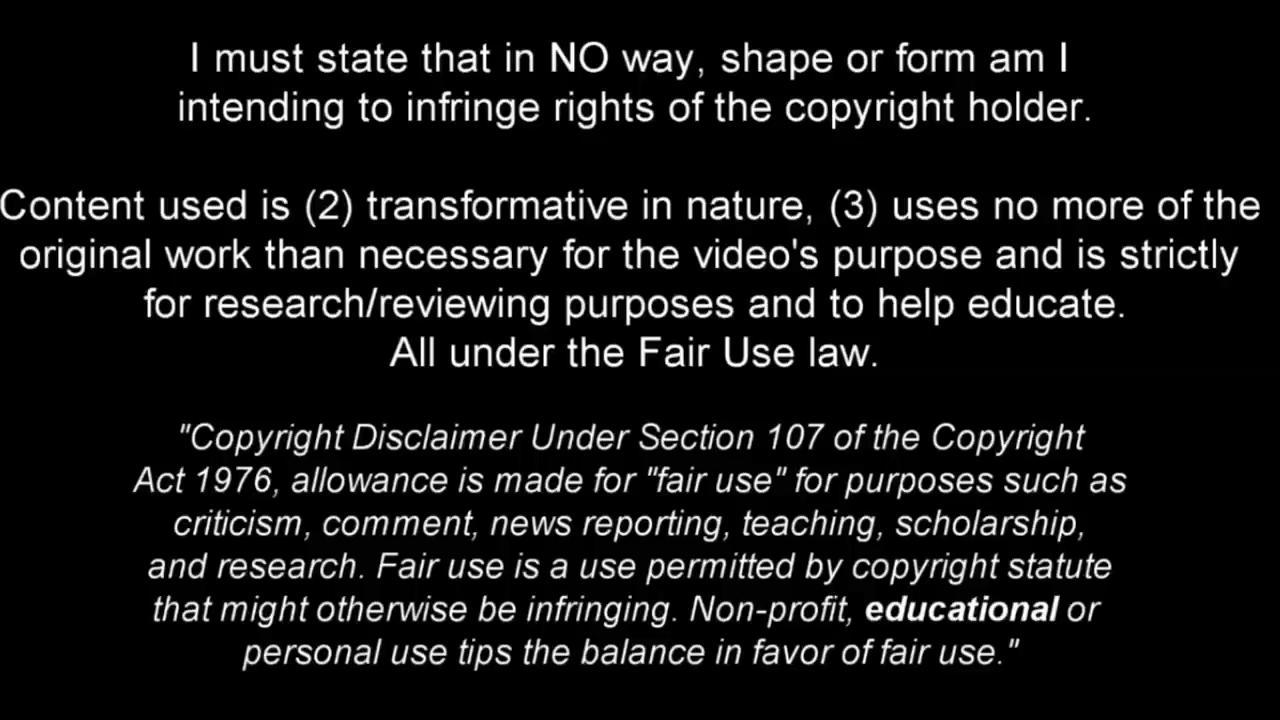 I must state that in NO way, shape or form am I
intending to infringe rights of the copyright holder.
Content used is (2) transformative in nature, (3) uses no more of the
original work than necessary for the video's purpose and is strictly
for research/reviewing purposes and to help educate.
All under the Fair Use law.
"Copyright Disclaimer Under Section 107 of the Copyright
Act 1976, allowance is made for "fair use" for purposes such as
criticism, comment, news reporting, teaching, scholarship,
and research. Fair use is a use permitted by copyright statute
that might otherwise be infringing. Non-profit, educational or
personal use tips the balance in favor of fair use."